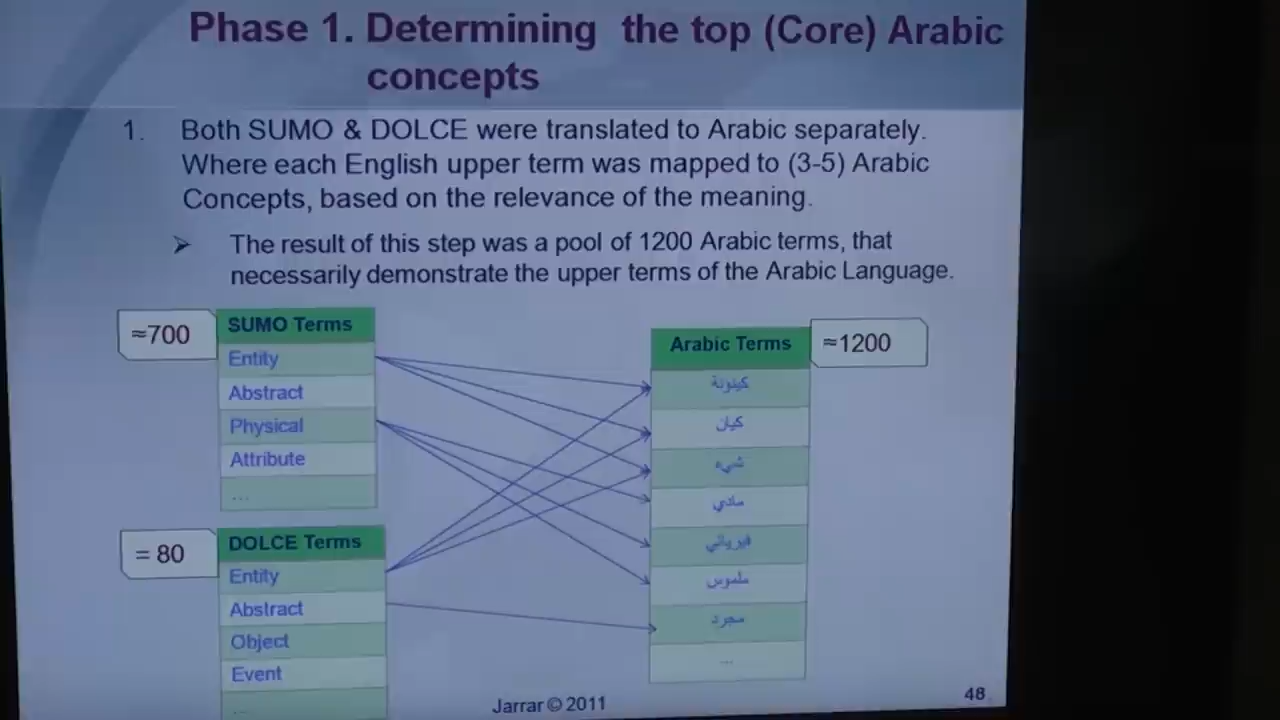 Phase 1. Determining the top (Core) Arabic
concepts
1. Both SUMO & DOLCE were translated to Arabic separately.
Where each English upper term was mapped to (3-5) Arabic
Concepts, based on the relevance of the meaning.
➢ The result of this step was a pool of 1200 Arabic terms, that
necessarily demonstrate the upper terms of the Arabic Language.
≈700
SUMO Terms
Entity
Abstract
Physical
Attribute
...
= 80
DOLCE Terms
Entity
Abstract
Object
Event
...
Arabic Terms
≈1200
كينونة
كيان
شيء
مادي
فيزيائي
ملموس
مجرد
...
Jarrar © 2011
48